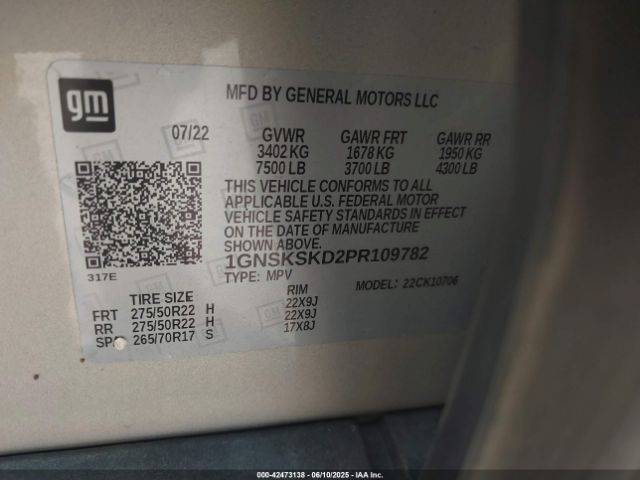 gm
MFD BY GENERAL MOTORS LLC
07/22 GVWR GAWR FRT GAWR RR
3402 KG 1678 KG 1950 KG
7500 LB 3700 LB 4300 LB
THIS VEHICLE CONFORMS TO ALL
APPLICABLE U.S. FEDERAL MOTOR
VEHICLE SAFETY STANDARDS IN EFFECT
ON THE DATE OF MANUFACTURE
SHOWN ABOVE.
1GNSKSKD2PR109782
317E
TYPE: MPV MODEL: 22CK10706
TIRE SIZE RIM
FRT 275/50R22 H 22X9J
RR 275/50R22 H 22X9J
SP 265/70R17 S 17X8J
000-42473138 - 06/10/2025 - IAA Inc.